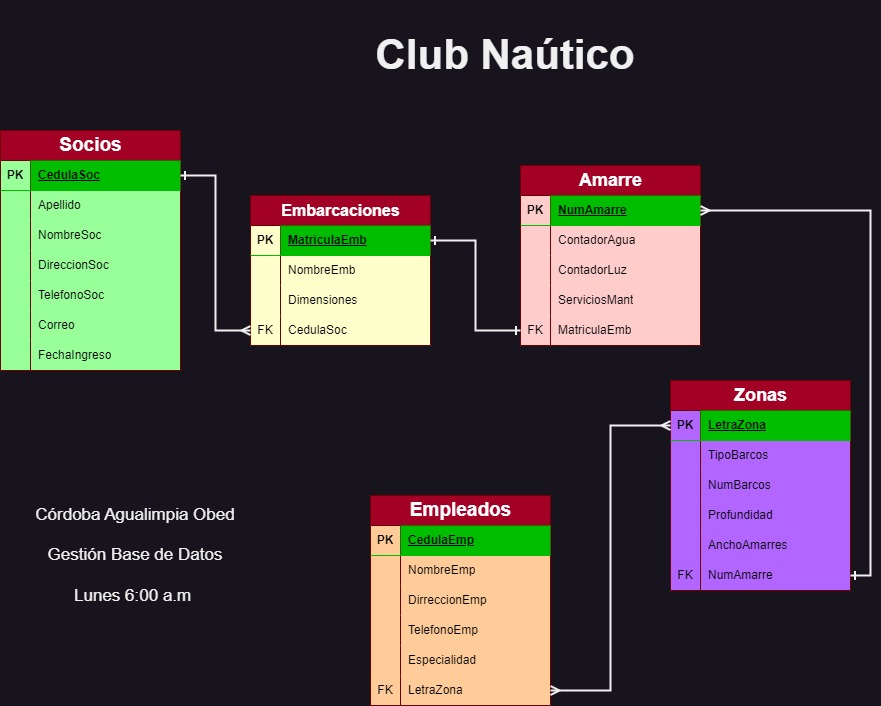 Club Naútico
Socios
PK CedulaSoc
Apellido
NombreSoc
DireccionSoc
TelefonoSoc
Correo
FechaIngreso
Embarcaciones
PK MatriculaEmb
NombreEmb
Dimensiones
FK CedulaSoc
Amarre
PK NumAmarre
ContadorAgua
ContadorLuz
ServiciosMant
FK MatriculaEmb
Zonas
PK LetraZona
TipoBarcos
NumBarcos
Profundidad
AnchoAmarres
FK NumAmarre
Empleados
PK CedulaEmp
NombreEmp
DirreccionEmp
TelefonoEmp
Especialidad
FK LetraZona
Córdoba Agualimpia Obed
Gestión Base de Datos
Lunes 6:00 a.m